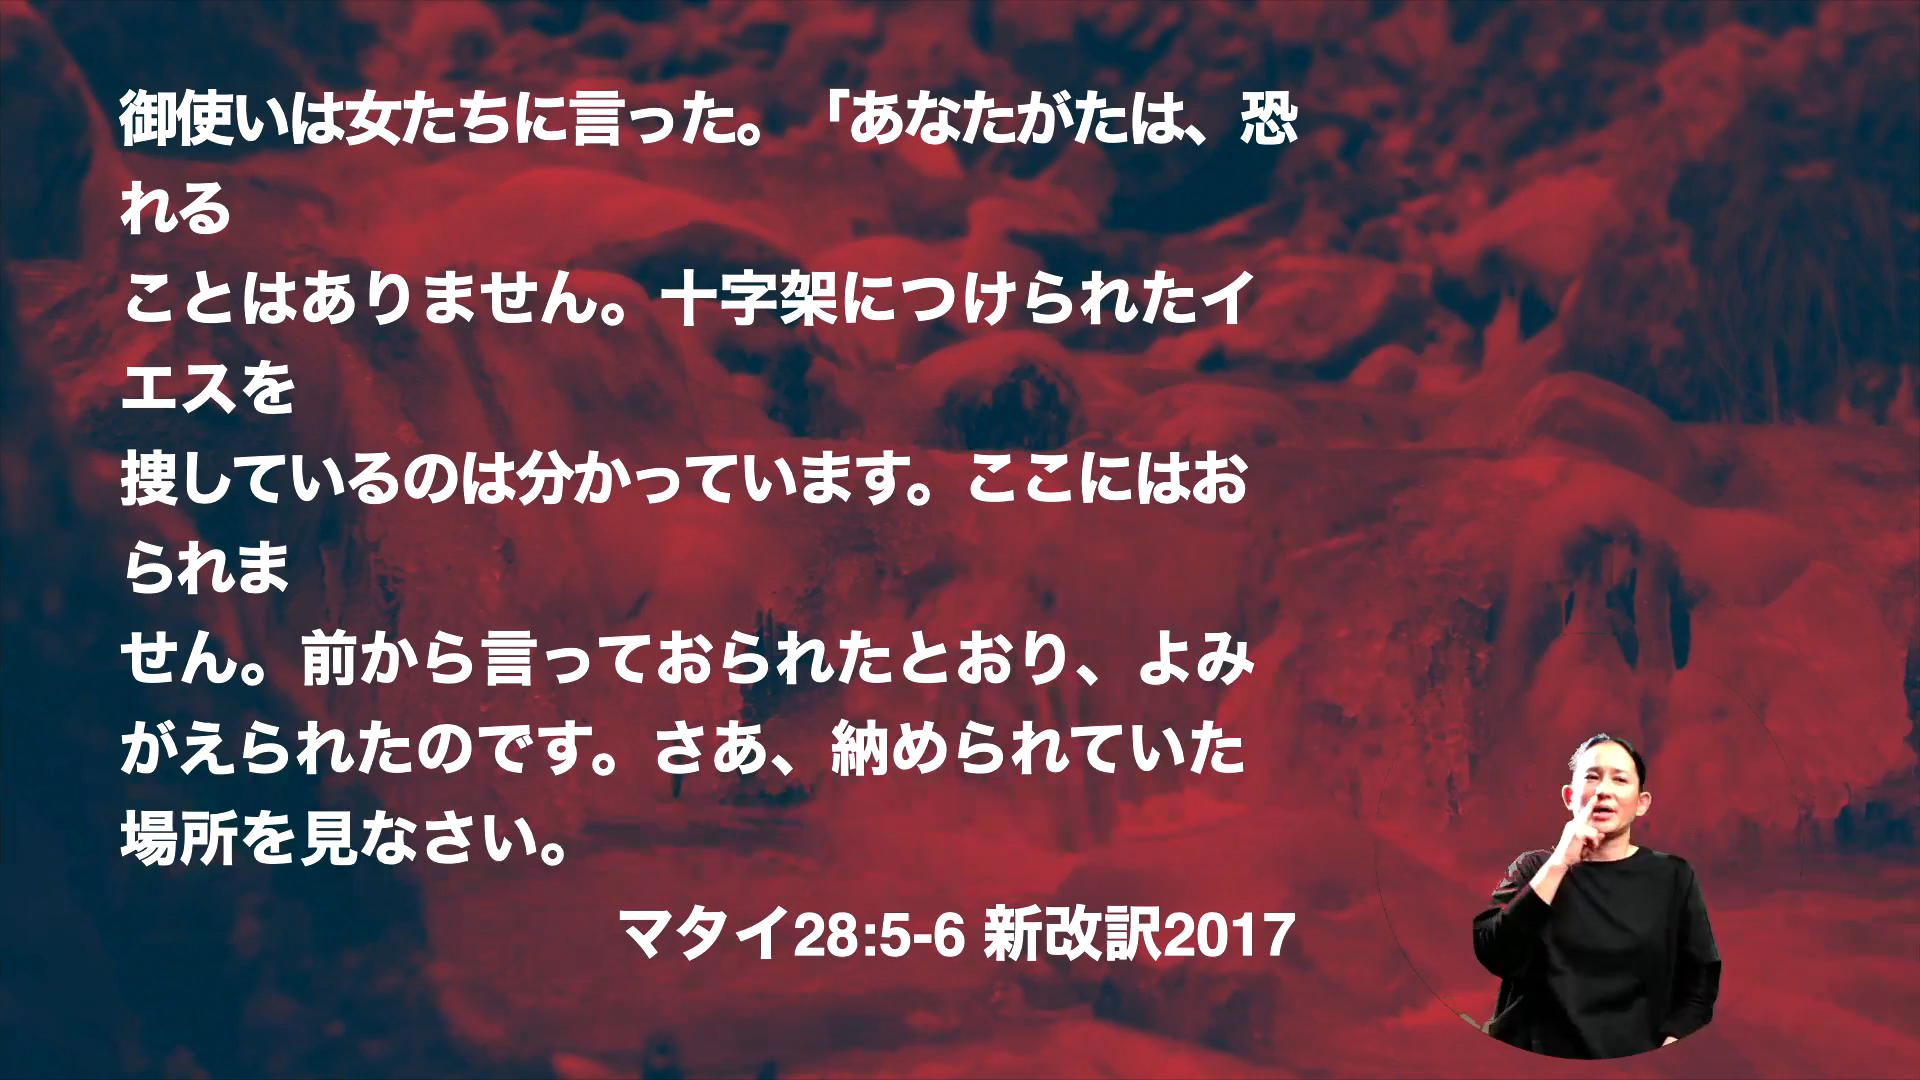 御使いは女たちに言った。「あなたがたは、恐
れる
ことはありません。十字架につけられたイ
エスを
捜しているのは分かっています。ここにはお
られま
せん。前から言っておられたとおり、よみ
がえられたのです。さあ、納められていた
場所を見なさい。
マタイ28:5-6 新改訳2017